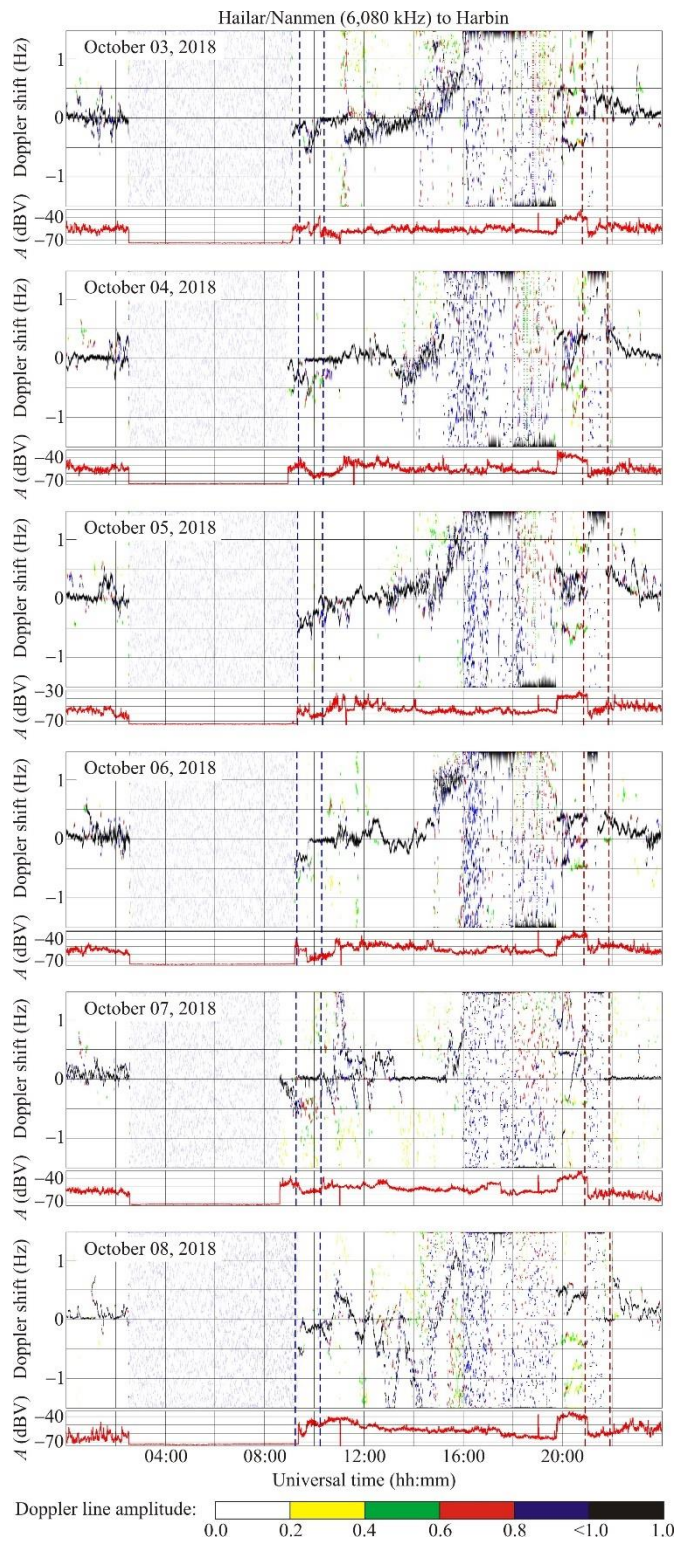 Hailar/Nanmen (6,080 kHz) to Harbin
October 03, 2018
Doppler shift (Hz)
1
0
−1
A (dBV)
−40
−70
October 04, 2018
Doppler shift (Hz)
1
0
−1
A (dBV)
−40
−70
October 05, 2018
Doppler shift (Hz)
1
0
−1
A (dBV)
−30
−70
October 06, 2018
Doppler shift (Hz)
1
0
−1
A (dBV)
−40
−70
October 07, 2018
Doppler shift (Hz)
1
0
−1
A (dBV)
−40
−70
October 08, 2018
Doppler shift (Hz)
1
0
−1
A (dBV)
−40
−70
04:00 08:00 12:00 16:00 20:00
Universal time (hh:mm)
Doppler line amplitude:
0.0 0.2 0.4 0.6 0.8 <1.0 1.0